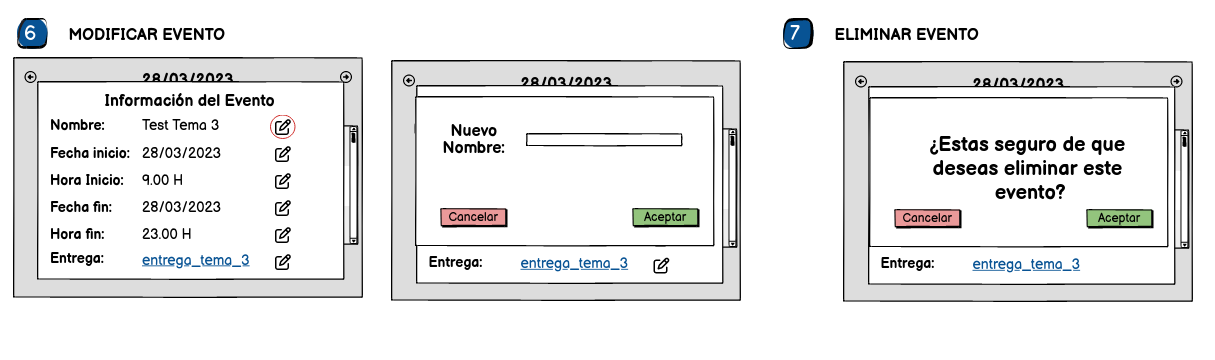 6 MODIFICAR EVENTO
28/03/2023
Información del Evento
Nombre: Test Tema 3
Fecha inicio: 28/03/2023
Hora Inicio: 9.00 H
Fecha fin: 28/03/2023
Hora fin: 23.00 H
Entrega: entrega_tema_3
28/03/2023
Nuevo
Nombre:
Cancelar Aceptar
Entrega: entrega_tema_3
7 ELIMINAR EVENTO
28/03/2023
¿Estas seguro de que
deseas eliminar este
evento?
Cancelar Aceptar
Entrega: entrega_tema_3